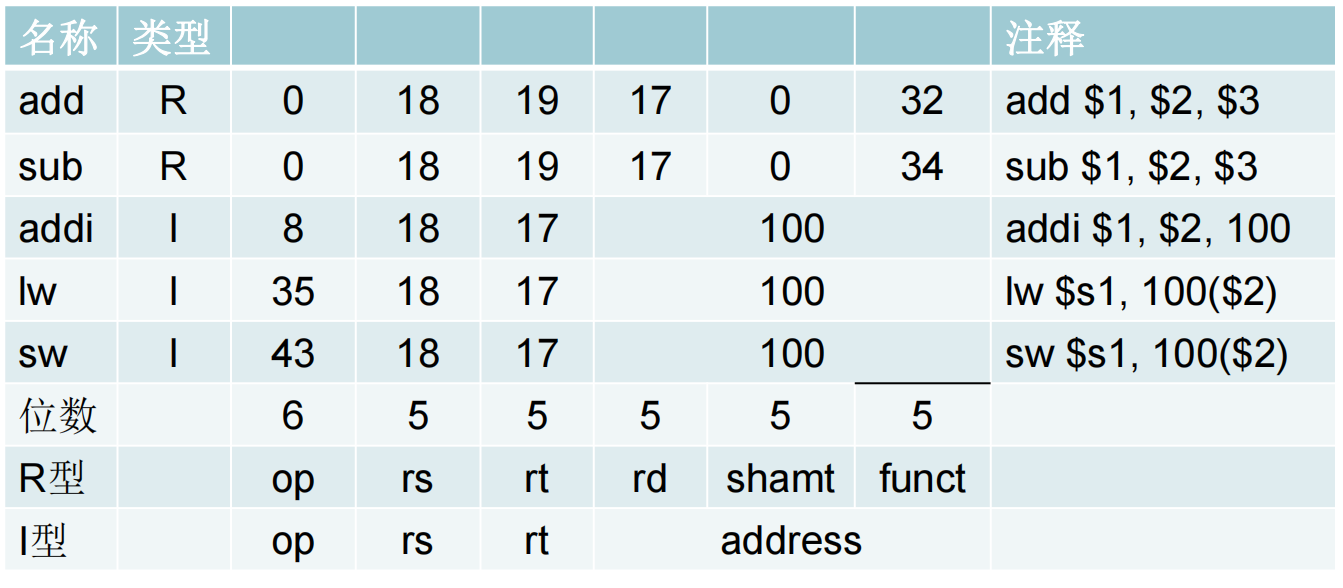 名称 类型 注释
add R 0 18 19 17 0 32 add $1, $2, $3
sub R 0 18 19 17 0 34 sub $1, $2, $3
addi I 8 18 17 100 addi $1, $2, 100
lw I 35 18 17 100 lw $s1, 100($2)
sw I 43 18 17 100 sw $s1, 100($2)
位数 6 5 5 5 5 5
R型 op rs rt rd shamt funct
I型 op rs rt address